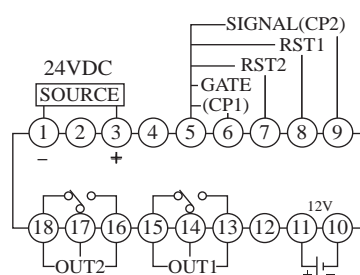 SIGNAL(CP2)
RST1
24VDC
RST2
SOURCE
GATE
(CP1)
1 2 3 4 5 6 7 8 9
− +
12V
18 17 16 15 14 13 12 11 10
OUT2 OUT1